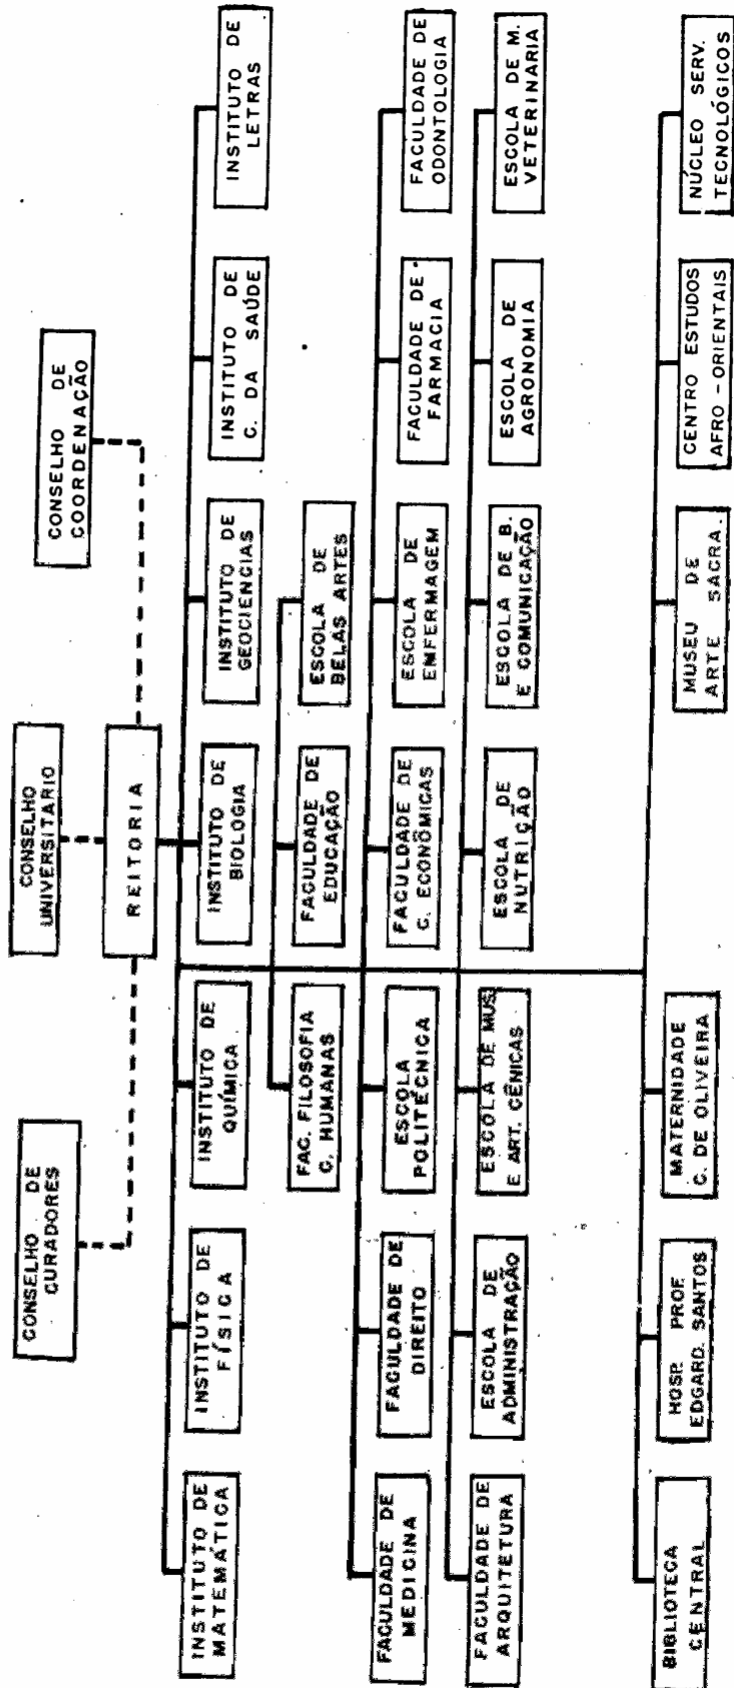 CONSELHO DE
CURADORES
CONSELHO
UNIVERSITARIO
CONSELHO DE
COORDENAÇÃO
REITORIA
INSTITUTO DE
MATEMÁTICA
INSTITUTO DE
FÍSICA
INSTITUTO DE
QUÍMICA
INSTITUTO DE
BIOLOGIA
INSTITUTO DE
GEOCIENCIAS
INSTITUTO DE
C. DA SAÚDE
INSTITUTO DE
LETRAS
FAC. FILOSOFIA
C. HUMANAS
FACULDADE DE
EDUCAÇÃO
ESCOLA DE
BELAS ARTES
FACULDADE DE
MEDICINA
FACULDADE DE
DIREITO
ESCOLA
POLITÉCNICA
FACULDADE DE
C. ECONÔMICAS
ESCOLA DE
ENFERMAGEM
FACULDADE DE
FARMACIA
FACULDADE DE
ODONTOLOGIA
FACULDADE DE
ARQUITETURA
ESCOLA DE
ADMINISTRAÇÃO
ESCOLA DE MUS.
E ART. CÊNICAS
ESCOLA DE
NUTRIÇÃO
ESCOLA DE B.
E COMUNICAÇÃO
ESCOLA DE
AGRONOMIA
ESCOLA DE M.
VETERINARIA
BIBLIOTECA
CENTRAL
HOSP. PROF.
EDGARD. SANTOS
MATERNIDADE
C. DE OLIVEIRA
MUSEU DE
ARTE SACRA.
CENTRO ESTUDOS
AFRO-ORIENTAIS
NÚCLEO SERV.
TECNOLÓGICOS